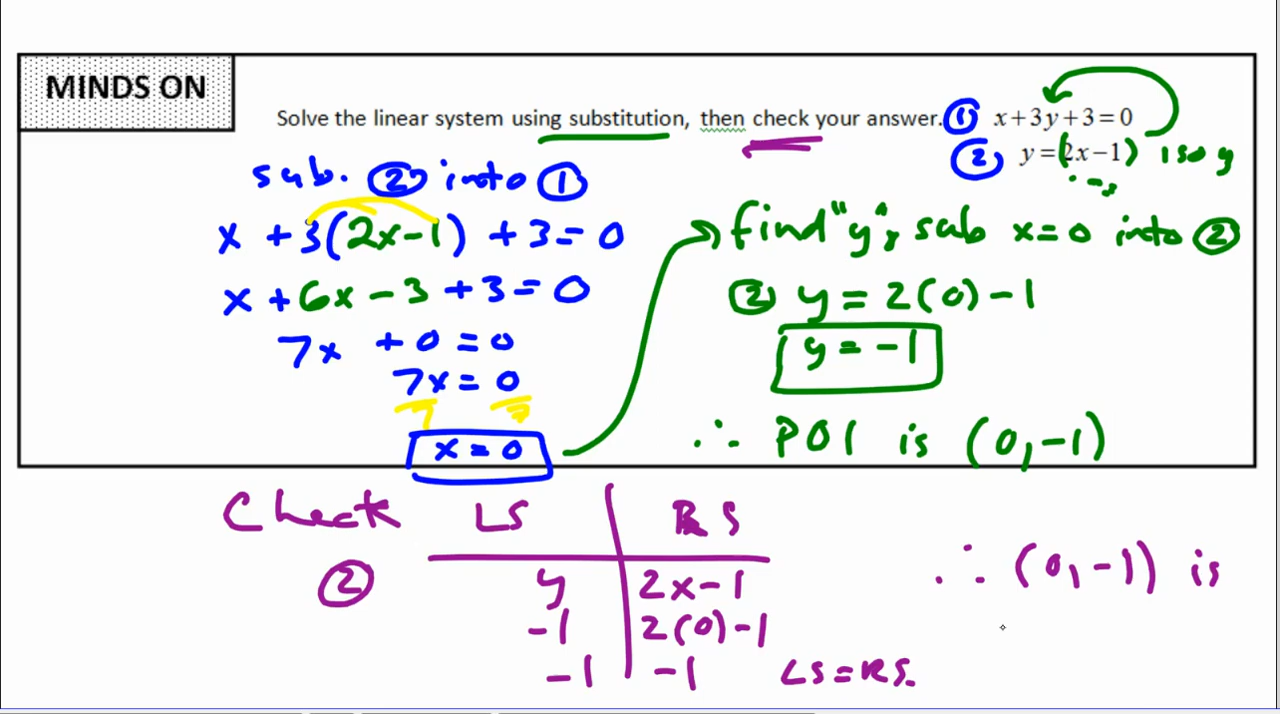 MINDS ON
Solve the linear system using substitution, then check your answer. ① x+3y+3=0
② y=(2x−1) iso y
sub. ② into ①
x + 3(2x-1) + 3 = 0
x + 6x - 3 + 3 = 0
7x + 0 = 0
7x = 0
x = 0
find "y", sub x=0 into ②
② y = 2(0) - 1
y = -1
∴ POI is (0,-1)
Check LS RS
② y 2x-1
-1 2(0)-1
-1 -1 LS=RS.
∴ (0,-1) is